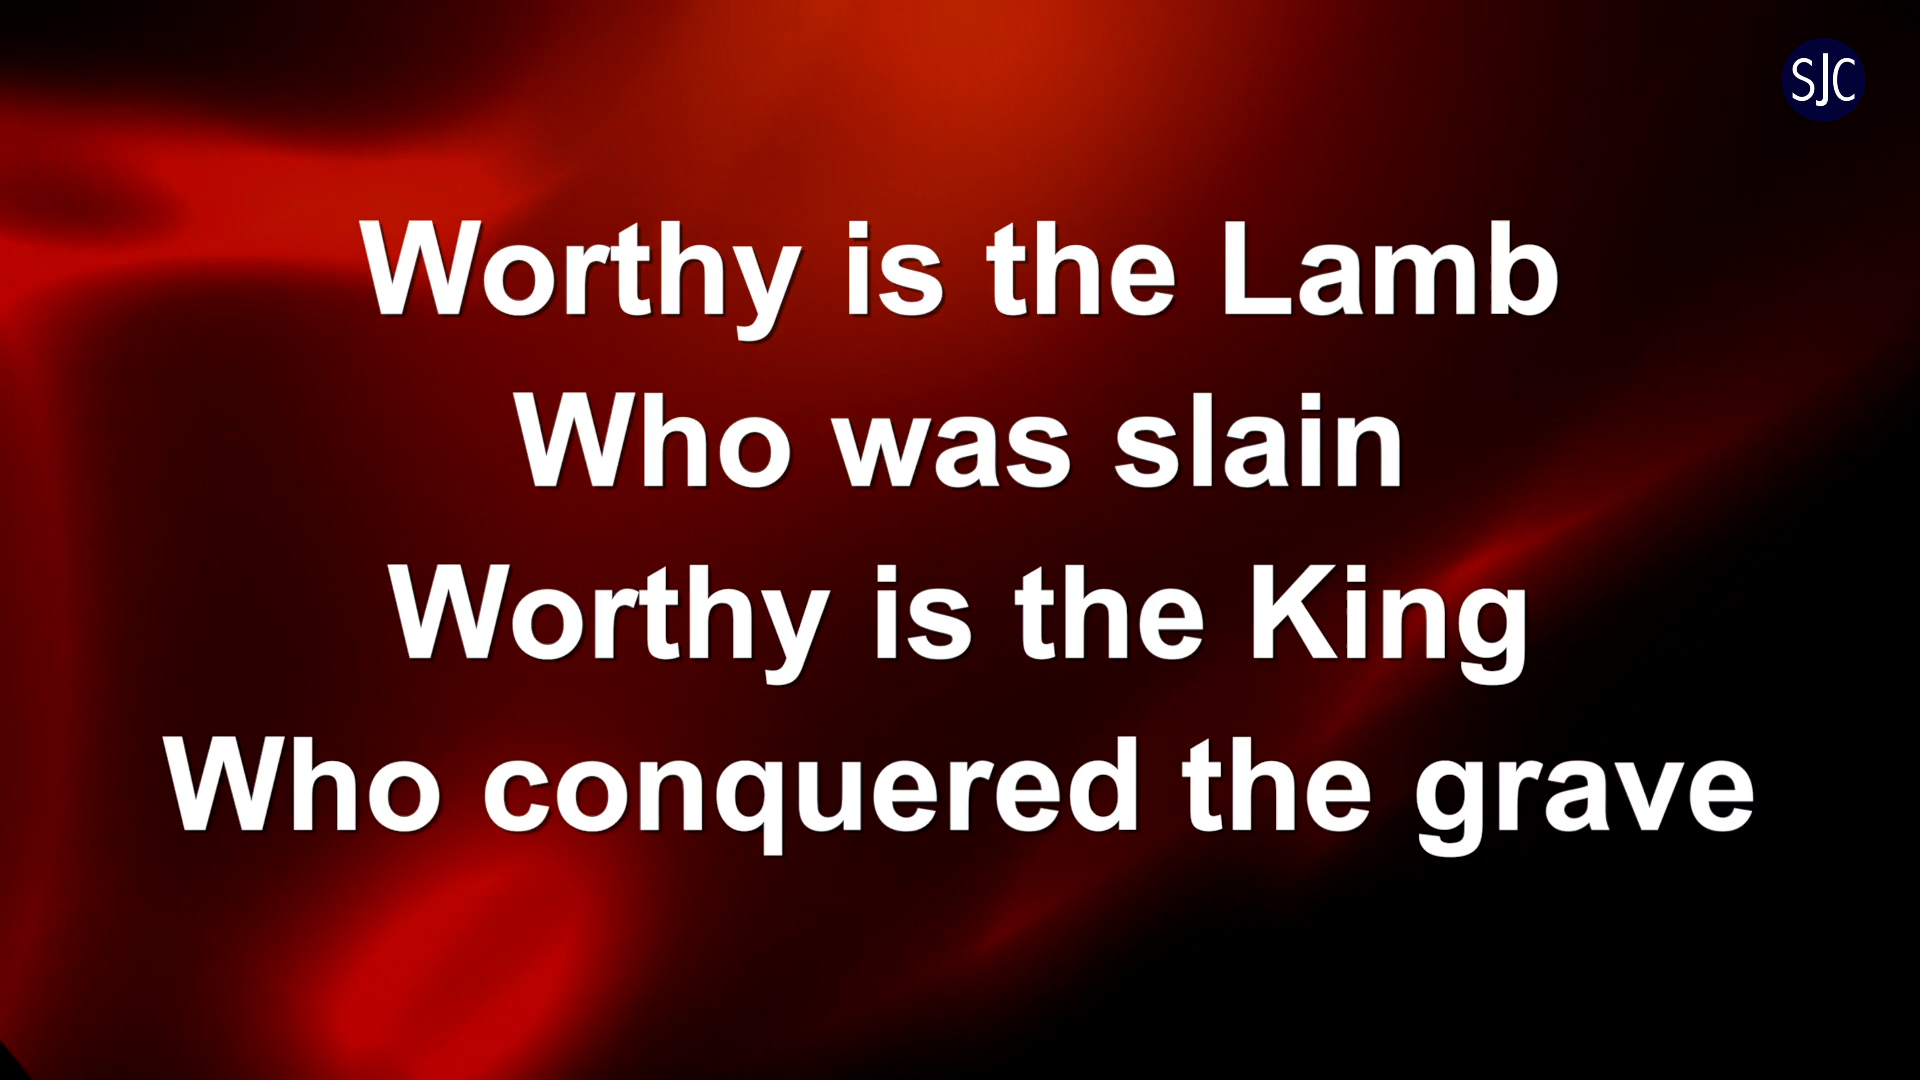 SJC
Worthy is the Lamb
Who was slain
Worthy is the King
Who conquered the grave